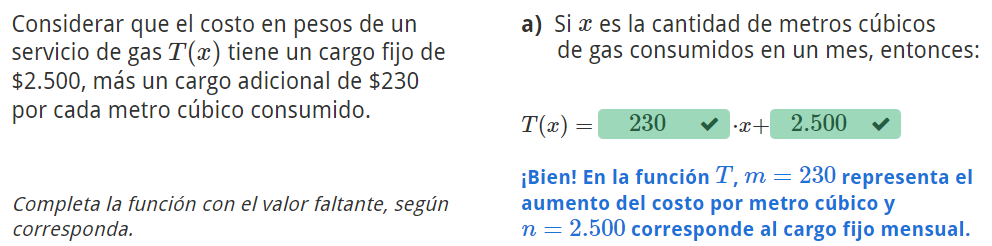 Considerar que el costo en pesos de un
servicio de gas T(x) tiene un cargo fijo de
$2.500, más un cargo adicional de $230
por cada metro cúbico consumido.
Completa la función con el valor faltante, según
corresponda.
a) Si x es la cantidad de metros cúbicos
de gas consumidos en un mes, entonces:
T(x) = 230 ✔ ·x+ 2.500 ✔
¡Bien! En la función T, m = 230 representa el
aumento del costo por metro cúbico y
n = 2.500 corresponde al cargo fijo mensual.